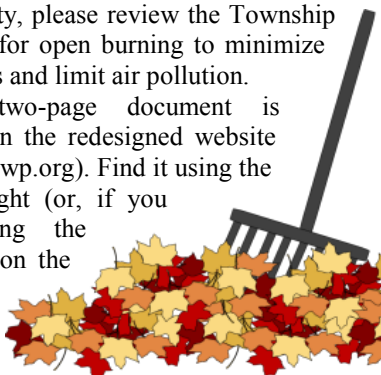 ty, please review the Township
for open burning to minimize
s and limit air pollution.
two-page document is
n the redesigned website
wp.org). Find it using the
ght (or, if you
ng the
on the